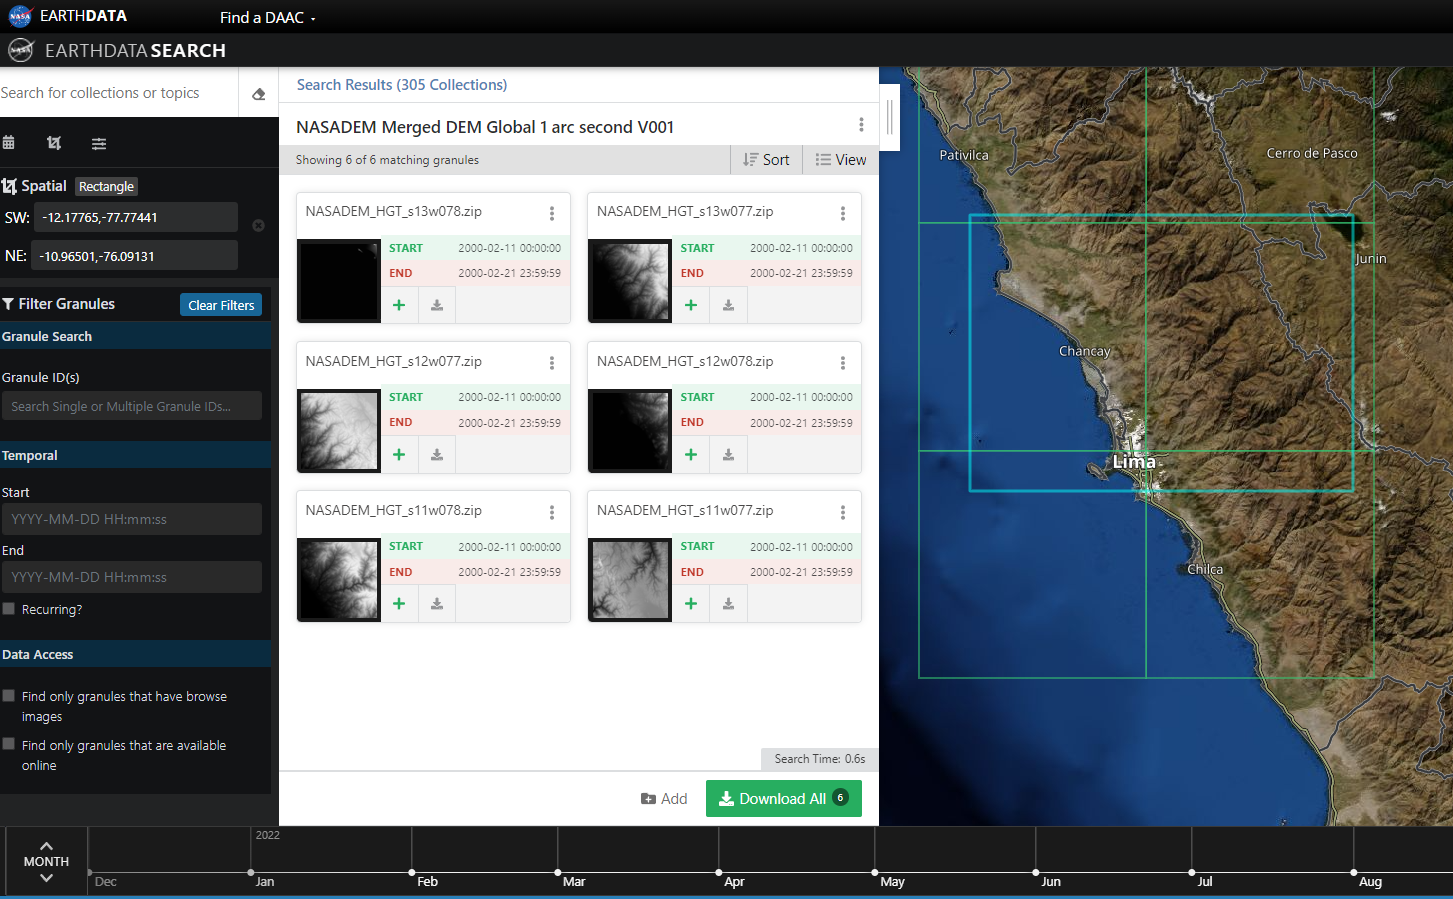 NASA EARTHDATA
Find a DAAC
NASA EARTHDATA SEARCH
Search for collections or topics
Spatial Rectangle
SW: -12.17765,-77.77441
NE: -10.96501,-76.09131
Filter Granules Clear Filters
Granule Search
Granule ID(s)
Search Single or Multiple Granule IDs...
Temporal
Start
YYYY-MM-DD HH:mm:ss
End
YYYY-MM-DD HH:mm:ss
Recurring?
Data Access
Find only granules that have browse
images
Find only granules that are available
online
Search Results (305 Collections)
NASADEM Merged DEM Global 1 arc second V001
Showing 6 of 6 matching granules Sort View
NASADEM_HGT_s13w078.zip
START 2000-02-11 00:00:00
END 2000-02-21 23:59:59
NASADEM_HGT_s13w077.zip
START 2000-02-11 00:00:00
END 2000-02-21 23:59:59
NASADEM_HGT_s12w077.zip
START 2000-02-11 00:00:00
END 2000-02-21 23:59:59
NASADEM_HGT_s12w078.zip
START 2000-02-11 00:00:00
END 2000-02-21 23:59:59
NASADEM_HGT_s11w078.zip
START 2000-02-11 00:00:00
END 2000-02-21 23:59:59
NASADEM_HGT_s11w077.zip
START 2000-02-11 00:00:00
END 2000-02-21 23:59:59
Search Time: 0.6s
Add Download All 6
Pativilca
Cerro de Pasco
Junin
Chancay
Lima
Chilca
MONTH
2022
Dec Jan Feb Mar Apr May Jun Jul Aug